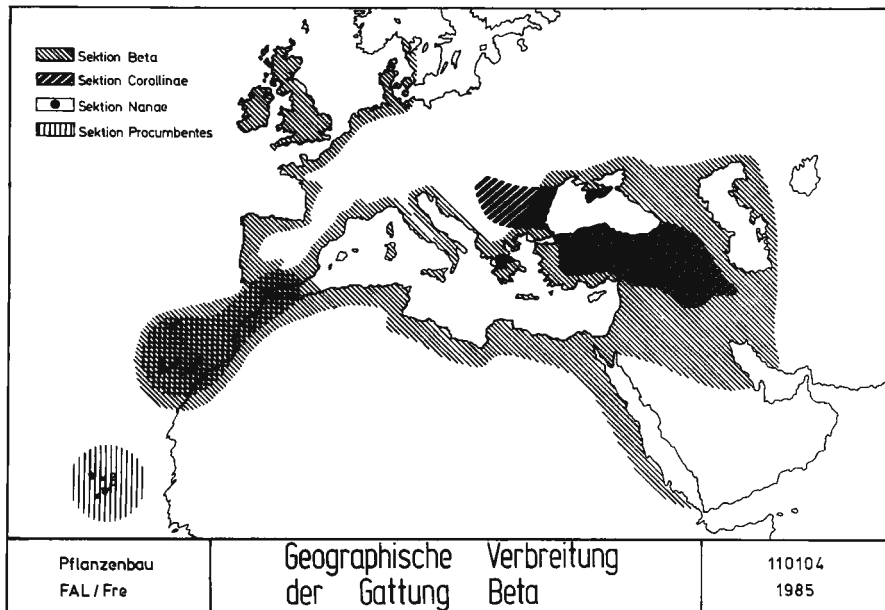 Sektion Beta
Sektion Corollinae
Sektion Nanae
Sektion Procumbentes
Pflanzenbau
FAL / Fre
Geographische Verbreitung
der Gattung Beta
110104
1985